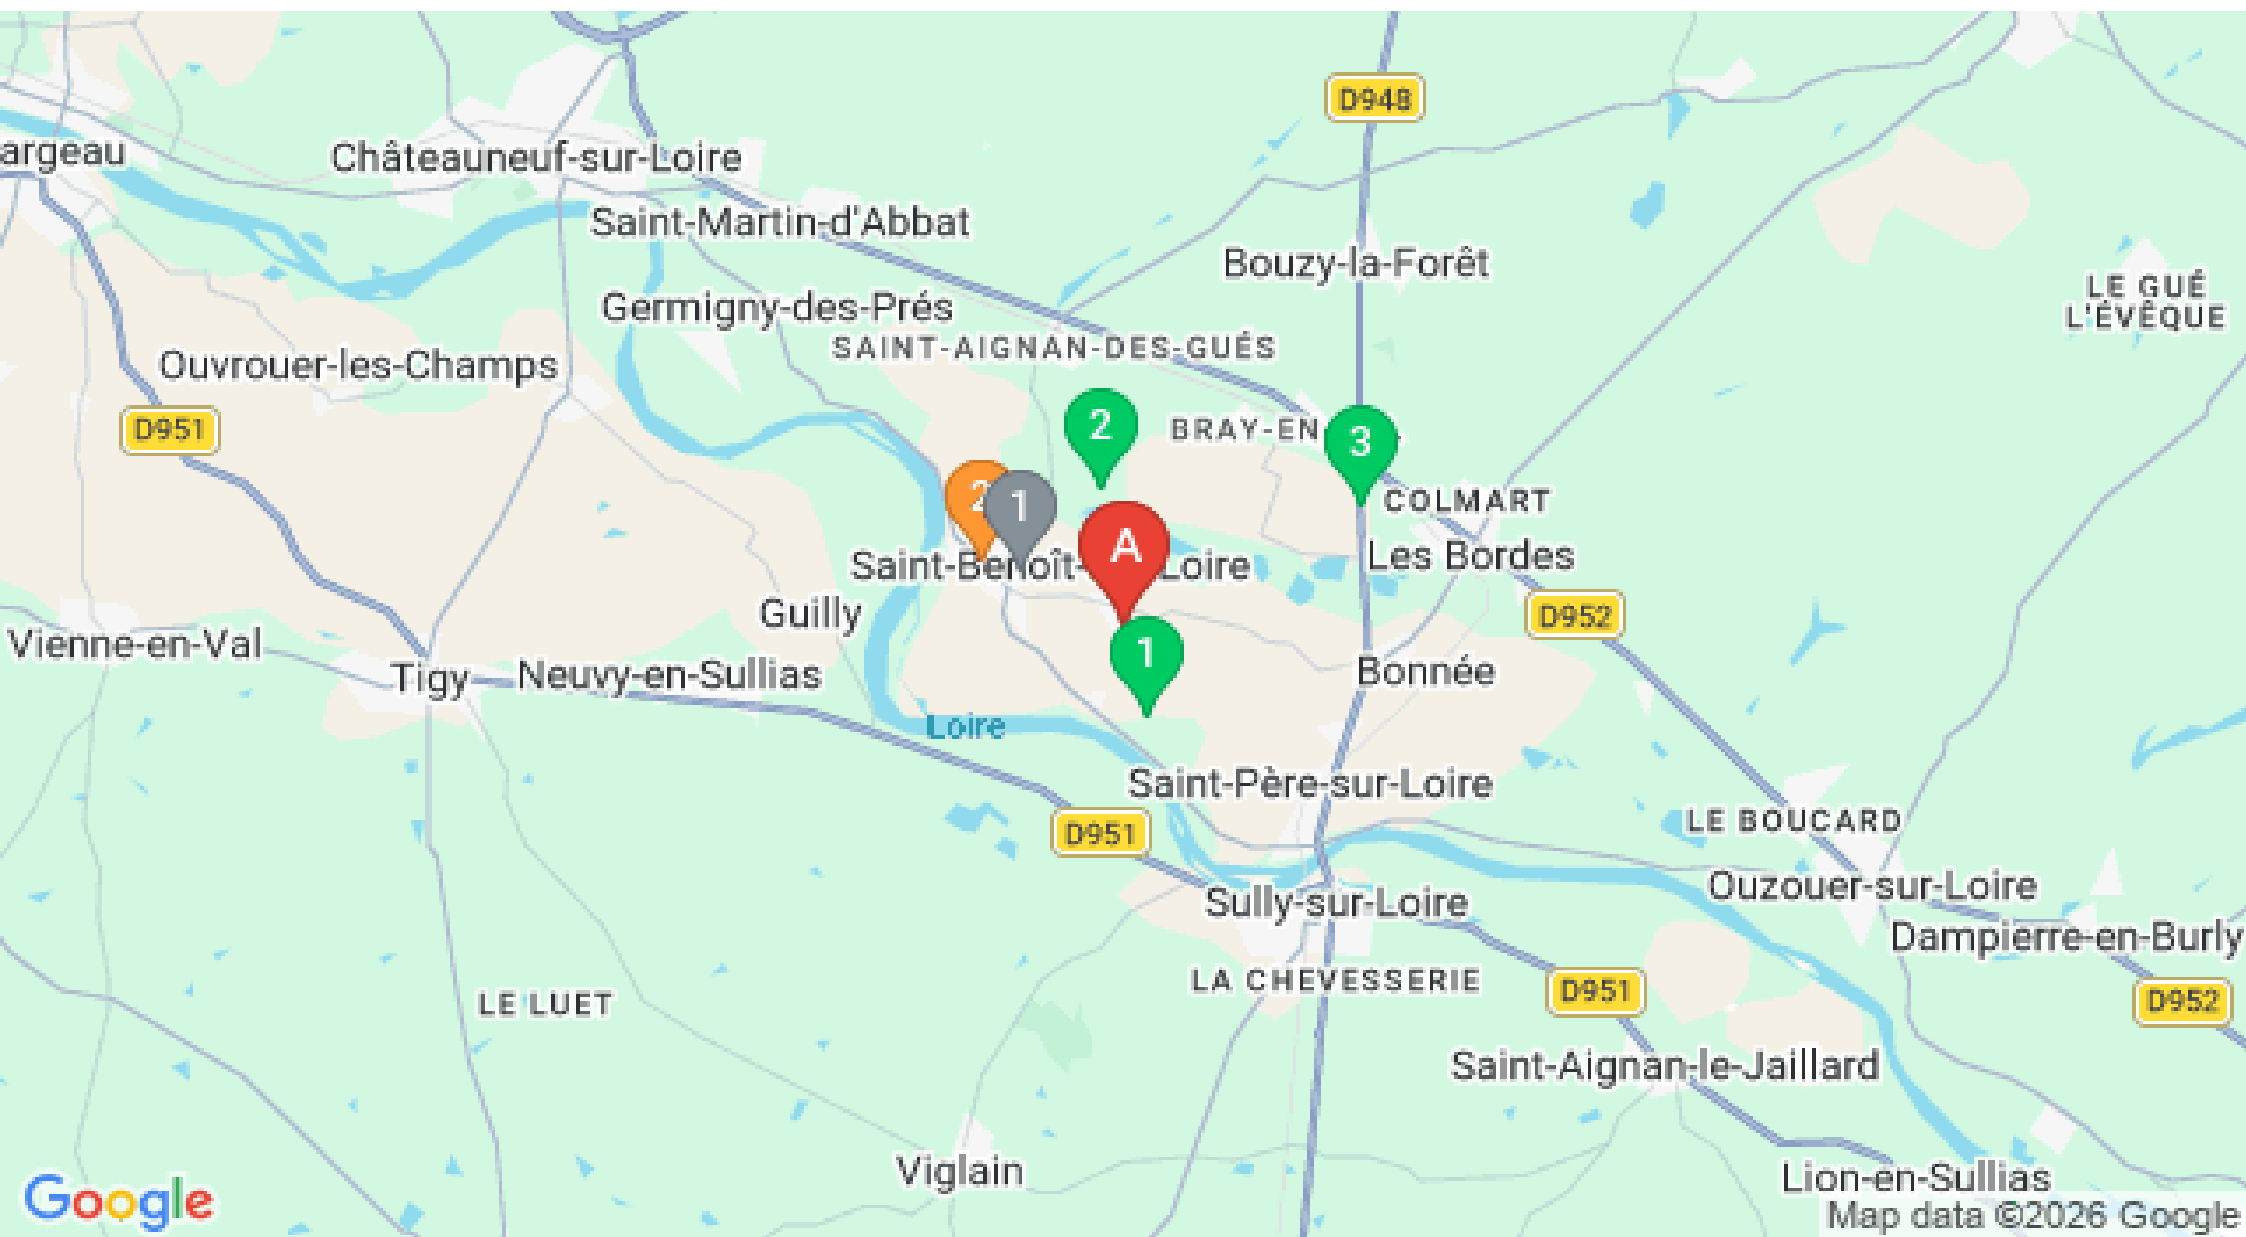 D948
argeau
Châteauneuf-sur-Loire
Saint-Martin-d'Abbat
Bouzy-la-Forêt
LE GUÉ
L'ÉVÊQUE
Germigny-des-Prés
SAINT-AIGNAN-DES-GUÉS
Ouvrouer-les-Champs
D951
2
BRAY-EN
3
2
1
COLMART
A
Saint-Benoît- Loire
Les Bordes
Guilly
D952
Vienne-en-Val
1
Tigy
Neuvy-en-Sullias
Bonnée
Loire
Saint-Père-sur-Loire
D951
LE BOUCARD
Ouzouer-sur-Loire
Sully-sur-Loire
Dampierre-en-Burly
LA CHEVESSERIE
D951
D952
LE LUET
Saint-Aignan-le-Jaillard
Viglain
Lion-en-Sullias
Google
Map data ©2026 Google